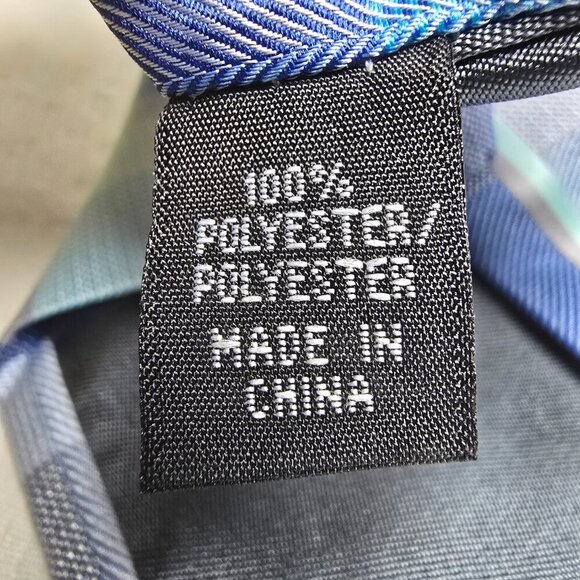 100%
POLYESTER/
POLYESTER
MADE IN
CHINA